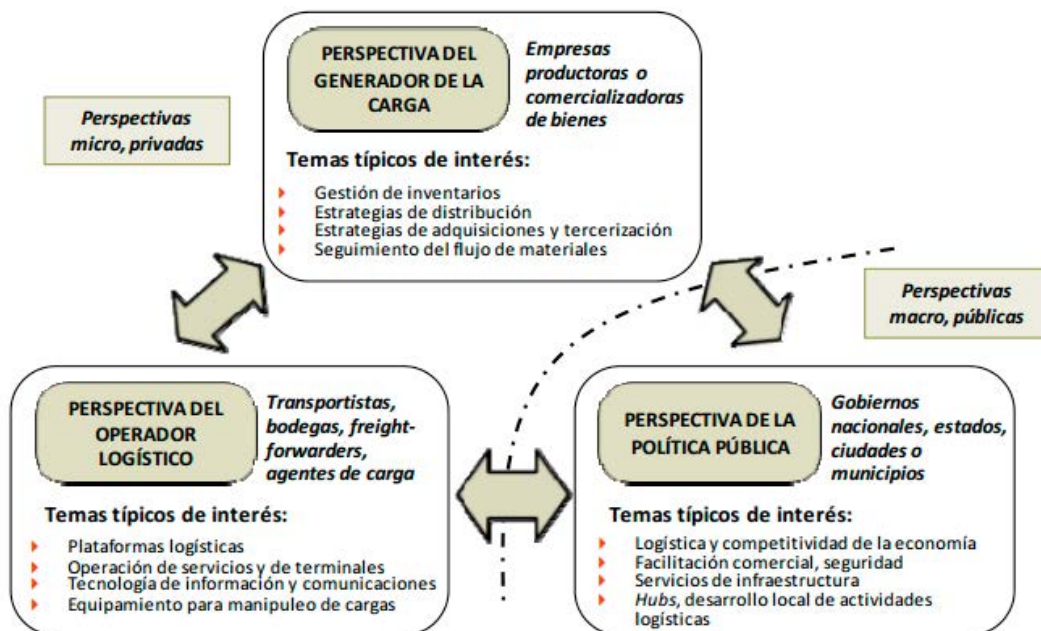 PERSPECTIVA DEL
GENERADOR DE LA
CARGA
Empresas
productoras o
comercializadoras
de bienes
Perspectivas
micro, privadas
Temas típicos de interés:
Gestión de inventarios
Estrategias de distribución
Estrategias de adquisiciones y tercerización
Seguimiento del flujo de materiales
Perspectivas
macro, públicas
PERSPECTIVA DEL
OPERADOR
LOGÍSTICO
Transportistas,
bodegas, freight-
forwarders,
agentes de carga
Temas típicos de interés:
Plataformas logísticas
Operación de servicios y de terminales
Tecnología de información y comunicaciones
Equipamiento para manipuleo de cargas
PERSPECTIVA DE LA
POLÍTICA PÚBLICA
Gobiernos
nacionales, estados,
ciudades o
municipios
Temas típicos de interés:
Logística y competitividad de la economía
Facilitación comercial, seguridad
Servicios de infraestructura
Hubs, desarrollo local de actividades
logísticas